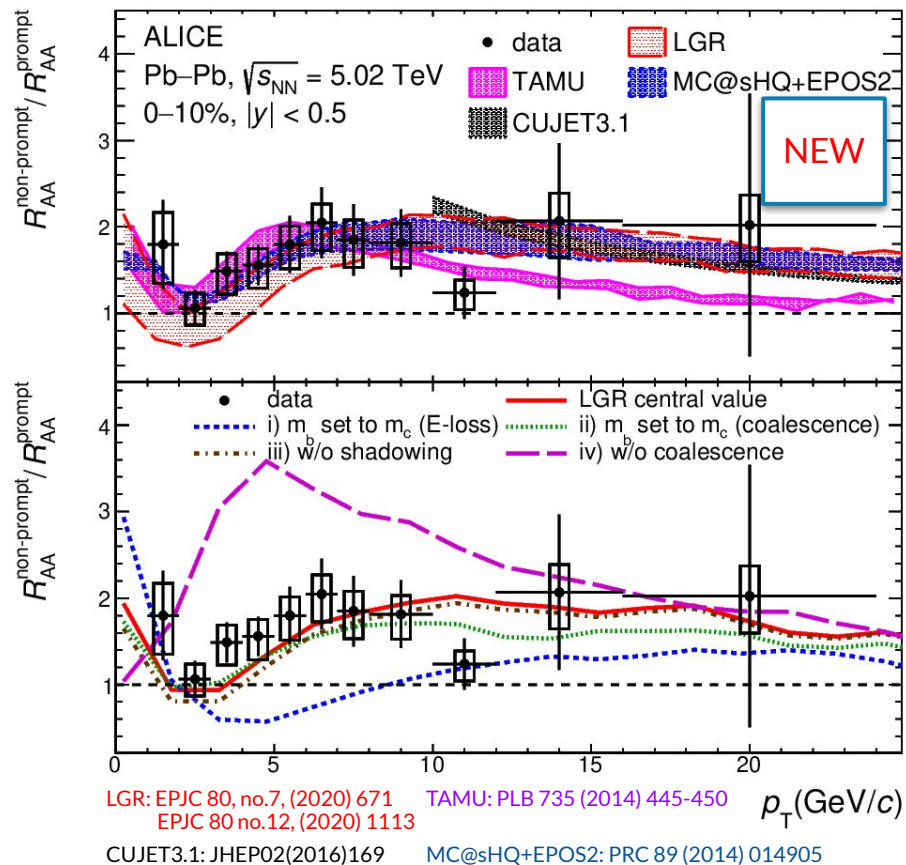 ALICE
Pb–Pb, √s_NN = 5.02 TeV
0–10%, |y| < 0.5
data
LGR
TAMU
MC@sHQ+EPOS2
CUJET3.1
NEW
R_AA^non-prompt / R_AA^prompt
4
3
2
1
data
LGR central value
i) m_b set to m_c (E-loss)
ii) m_b set to m_c (coalescence)
iii) w/o shadowing
iv) w/o coalescence
R_AA^non-prompt / R_AA^prompt
4
3
2
1
0 5 10 15 20
p_T (GeV/c)
LGR: EPJC 80, no.7, (2020) 671
EPJC 80 no.12, (2020) 1113
TAMU: PLB 735 (2014) 445-450
CUJET3.1: JHEP02(2016)169
MC@sHQ+EPOS2: PRC 89 (2014) 014905